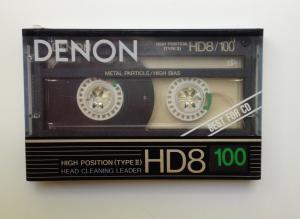 DENON
HIGH POSITION (TYPE II)
HD8/100
METAL PARTICLE/HIGH BIAS
BEST FOR CD
HIGH POSITION (TYPE II)
HEAD CLEANING LEADER
HD8
100